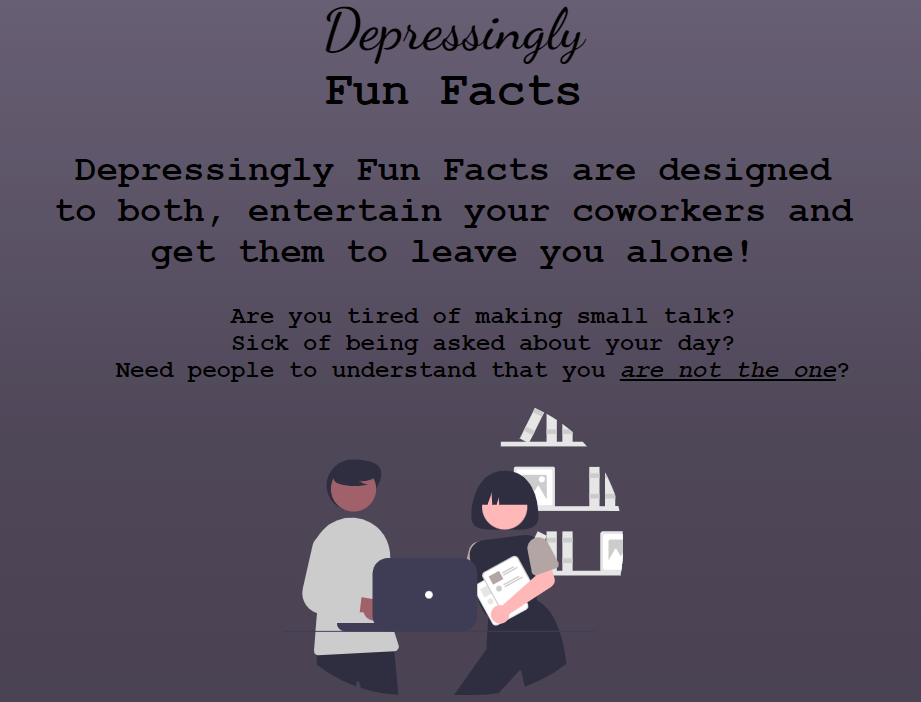 Depressingly
Fun Facts
Depressingly Fun Facts are designed
to both, entertain your coworkers and
get them to leave you alone!
Are you tired of making small talk?
Sick of being asked about your day?
Need people to understand that you are not the one?